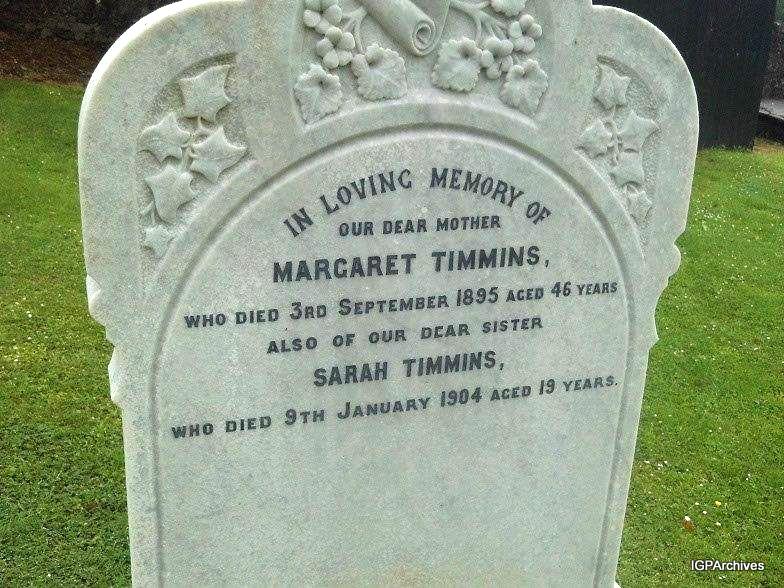 IN LOVING MEMORY OF
OUR DEAR MOTHER
MARGARET TIMMINS,
WHO DIED 3RD SEPTEMBER 1895 AGED 46 YEARS
ALSO OF OUR DEAR SISTER
SARAH TIMMINS,
WHO DIED 9TH JANUARY 1904 AGED 19 YEARS.
IGPArchives